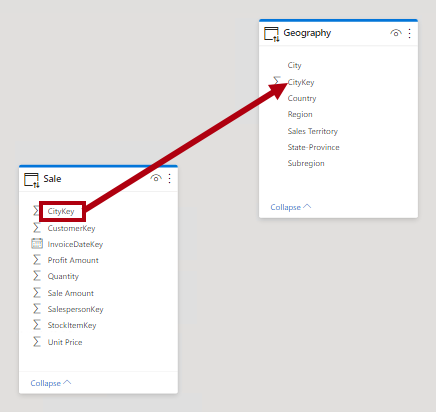 Geography
City
CityKey
Country
Region
Sales Territory
State-Province
Subregion
Collapse
Sale
CityKey
CustomerKey
InvoiceDateKey
Profit Amount
Quantity
Sale Amount
SalespersonKey
StockItemKey
Unit Price
Collapse